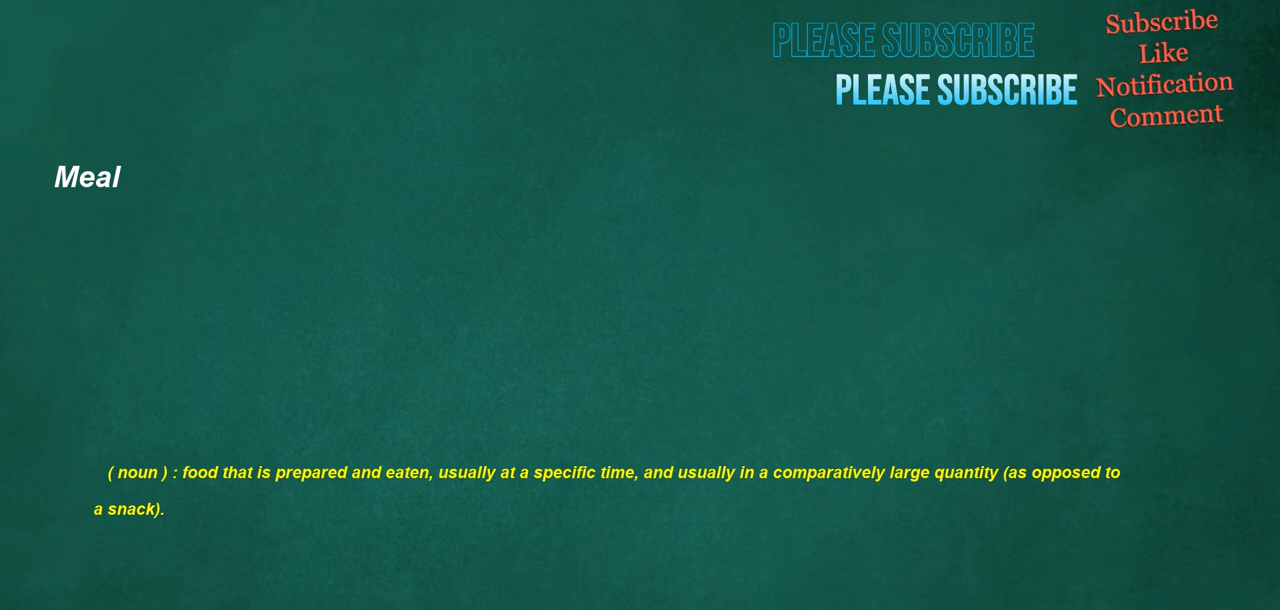 PLEASE SUBSCRIBE
PLEASE SUBSCRIBE
Subscribe
Like
Notification
Comment
Meal
( noun ) : food that is prepared and eaten, usually at a specific time, and usually in a comparatively large quantity (as opposed to
a snack).